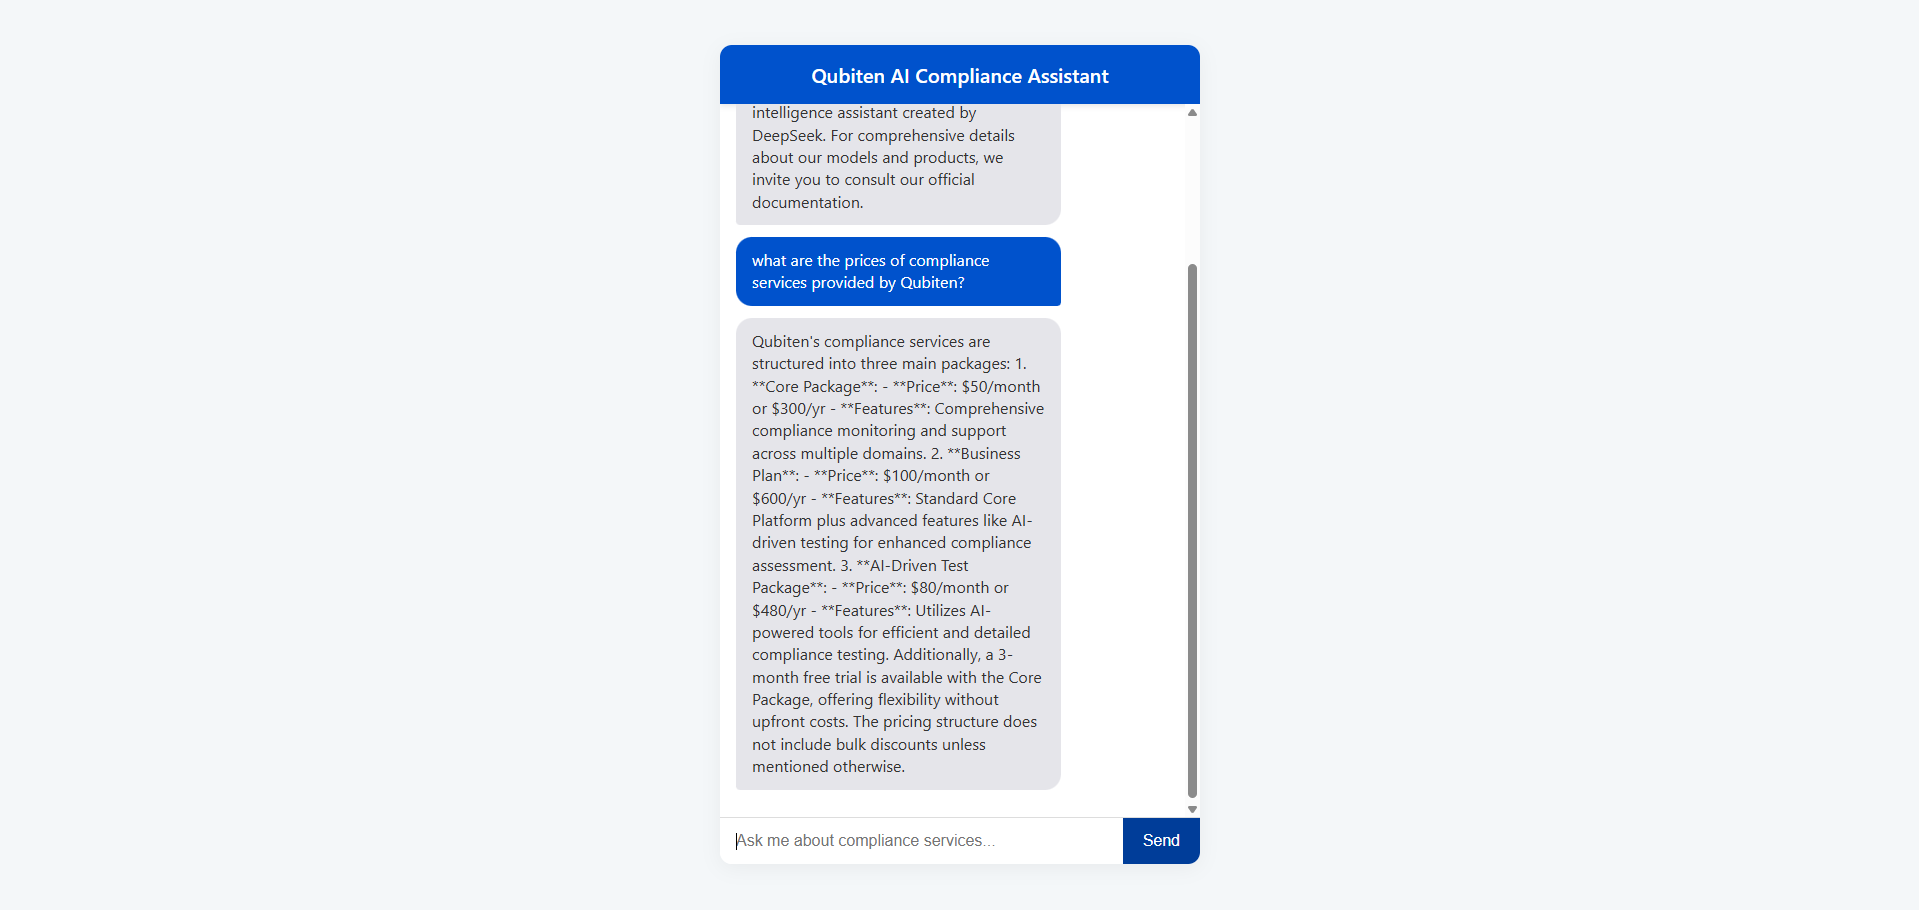 Qubiten AI Compliance Assistant
intelligence assistant created by
DeepSeek. For comprehensive details
about our models and products, we
invite you to consult our official
documentation.
what are the prices of compliance
services provided by Qubiten?
Qubiten's compliance services are
structured into three main packages: 1.
**Core Package**: - **Price**: $50/month
or $300/yr - **Features**: Comprehensive
compliance monitoring and support
across multiple domains. 2. **Business
Plan**: - **Price**: $100/month or
$600/yr - **Features**: Standard Core
Platform plus advanced features like AI-
driven testing for enhanced compliance
assessment. 3. **AI-Driven Test
Package**: - **Price**: $80/month or
$480/yr - **Features**: Utilizes AI-
powered tools for efficient and detailed
compliance testing. Additionally, a 3-
month free trial is available with the Core
Package, offering flexibility without
upfront costs. The pricing structure does
not include bulk discounts unless
mentioned otherwise.
Ask me about compliance services...
Send